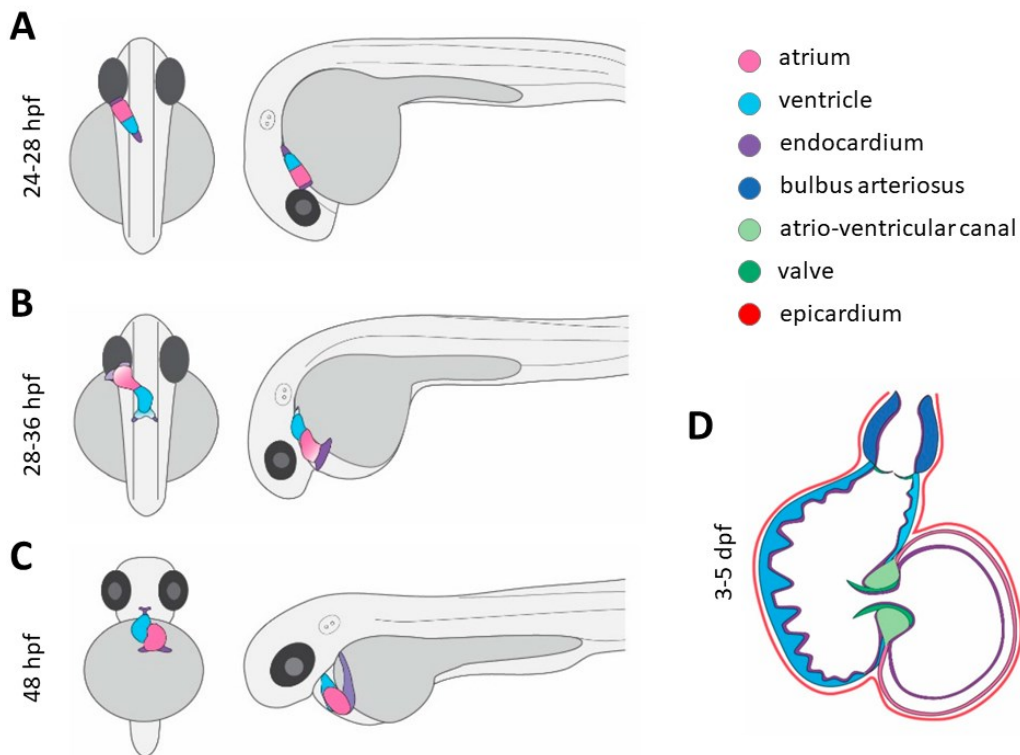 A
24-28 hpf
B
28-36 hpf
C
48 hpf
atrium
ventricle
endocardium
bulbus arteriosus
atrio-ventricular canal
valve
epicardium
D
3-5 dpf